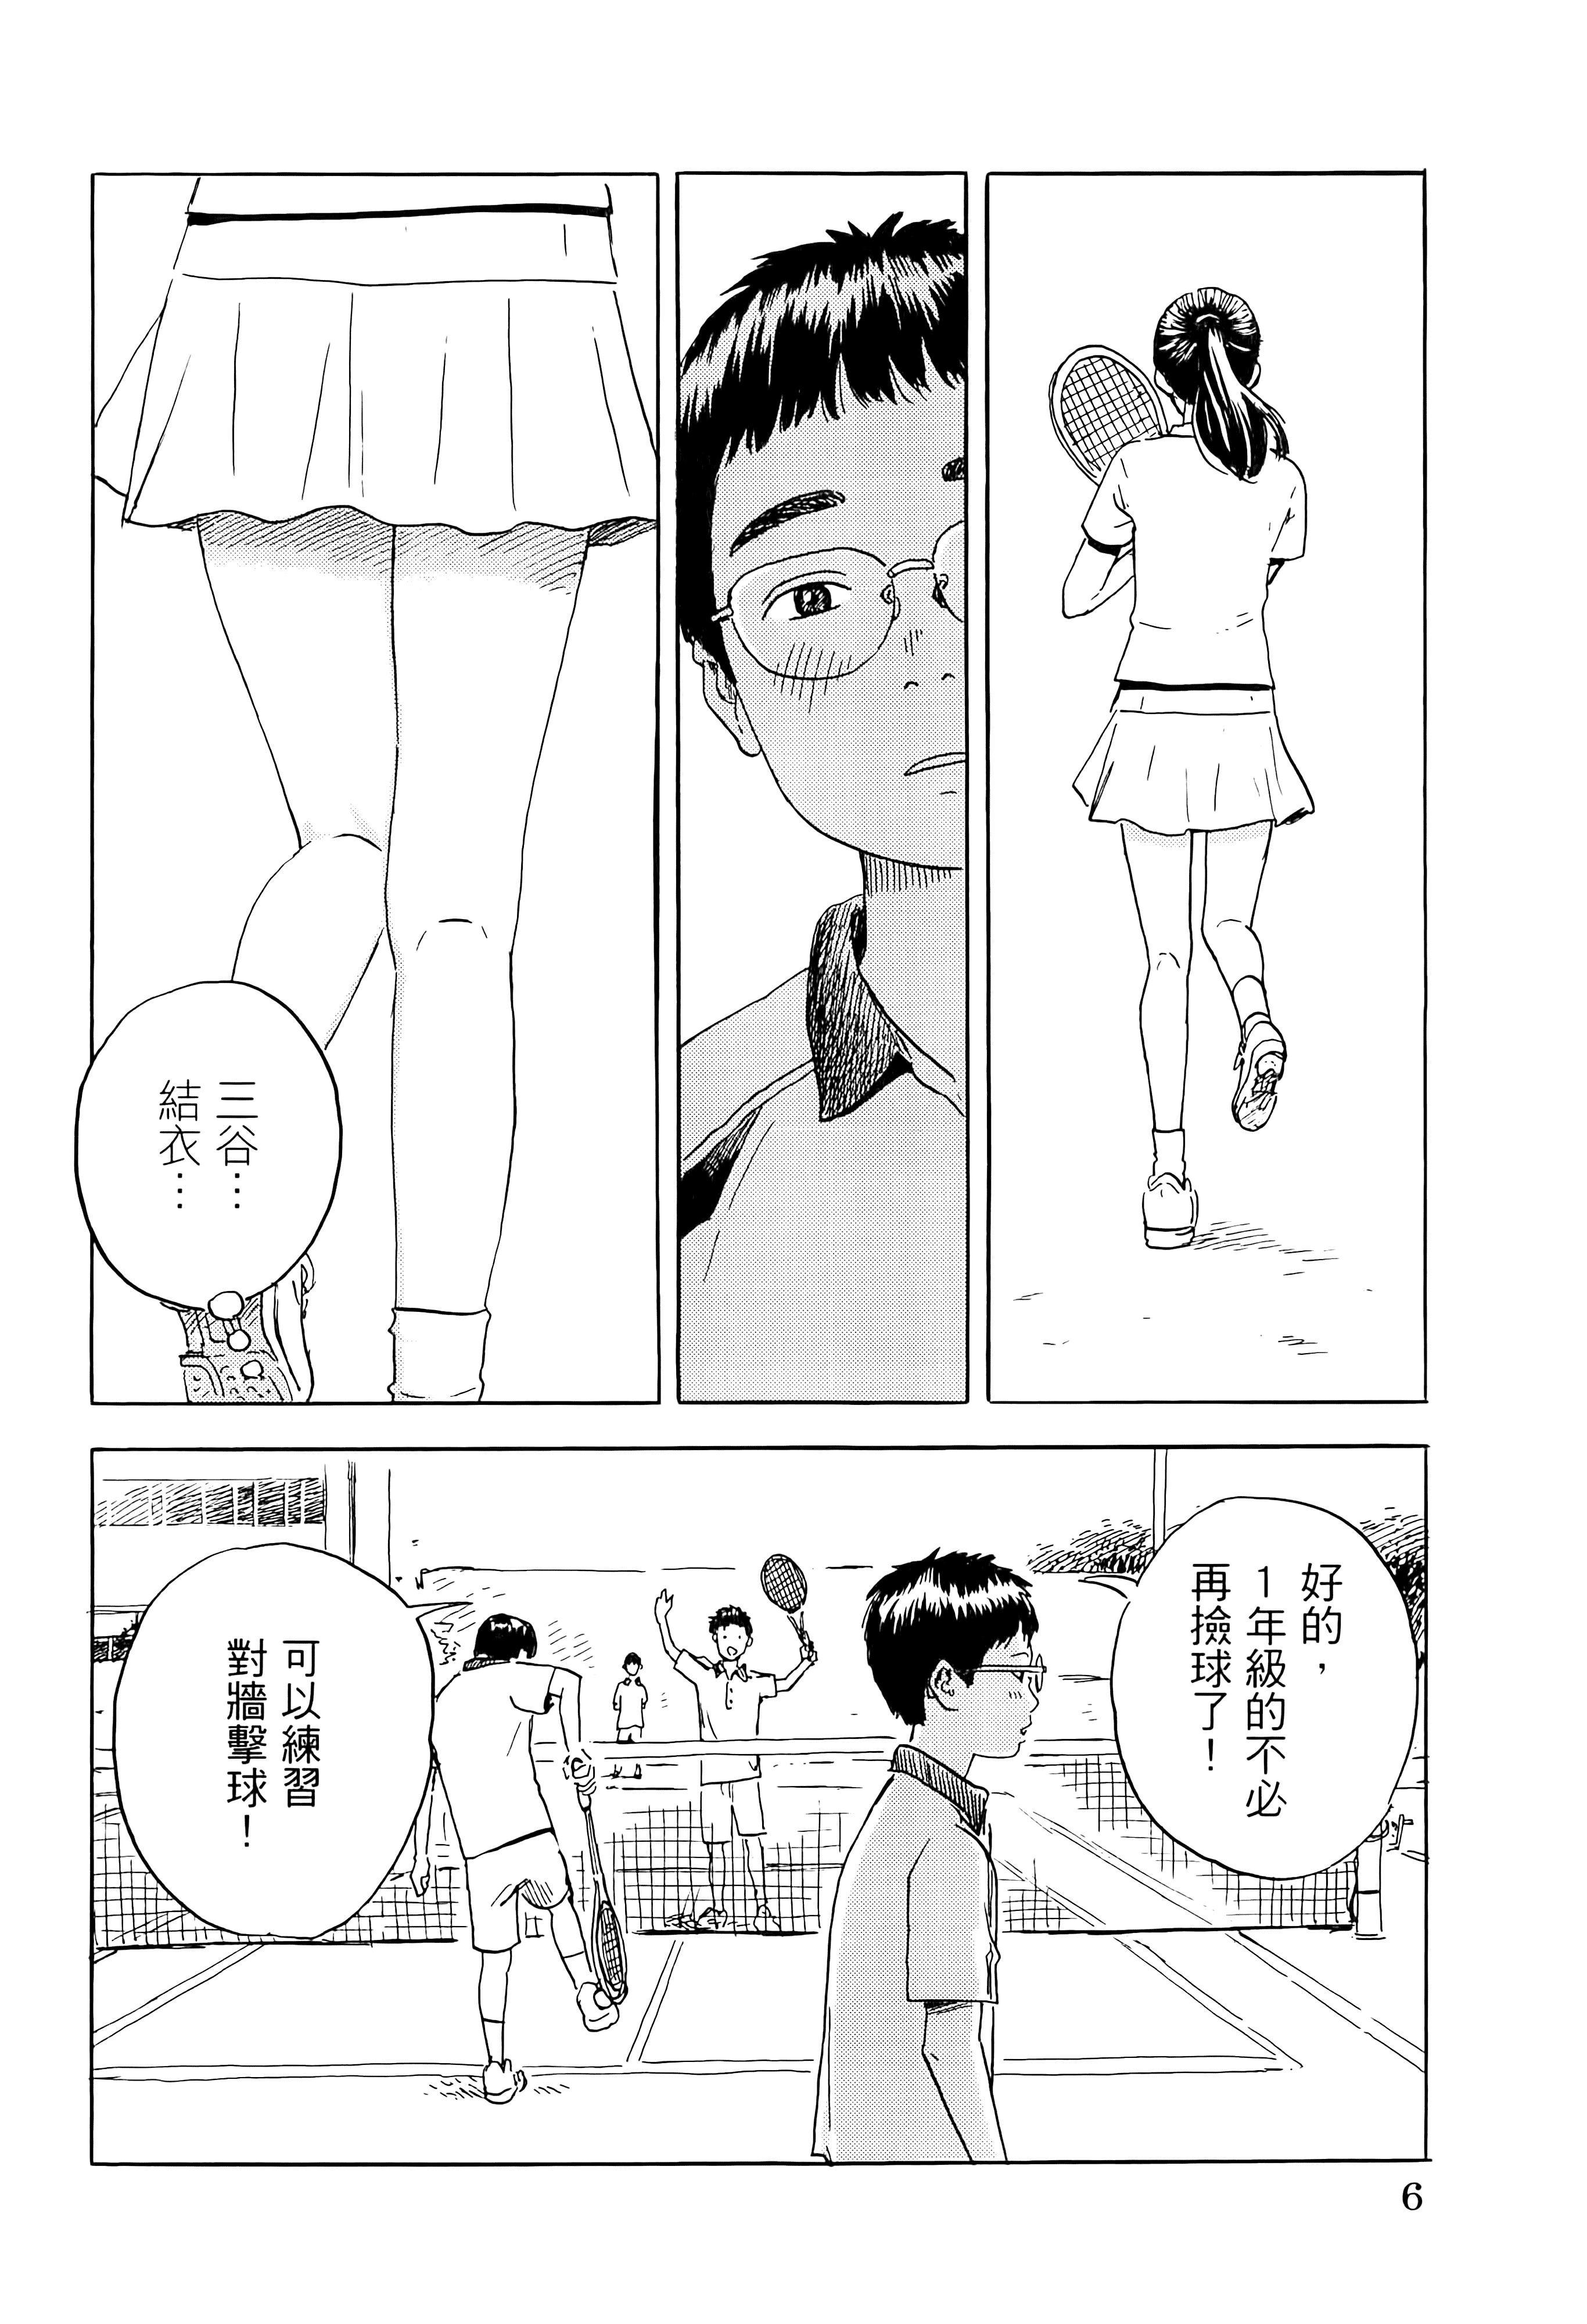 三谷⋯
結衣⋯
好的，
1年級的不必
再撿球了！
可以練習
對牆擊球！
6